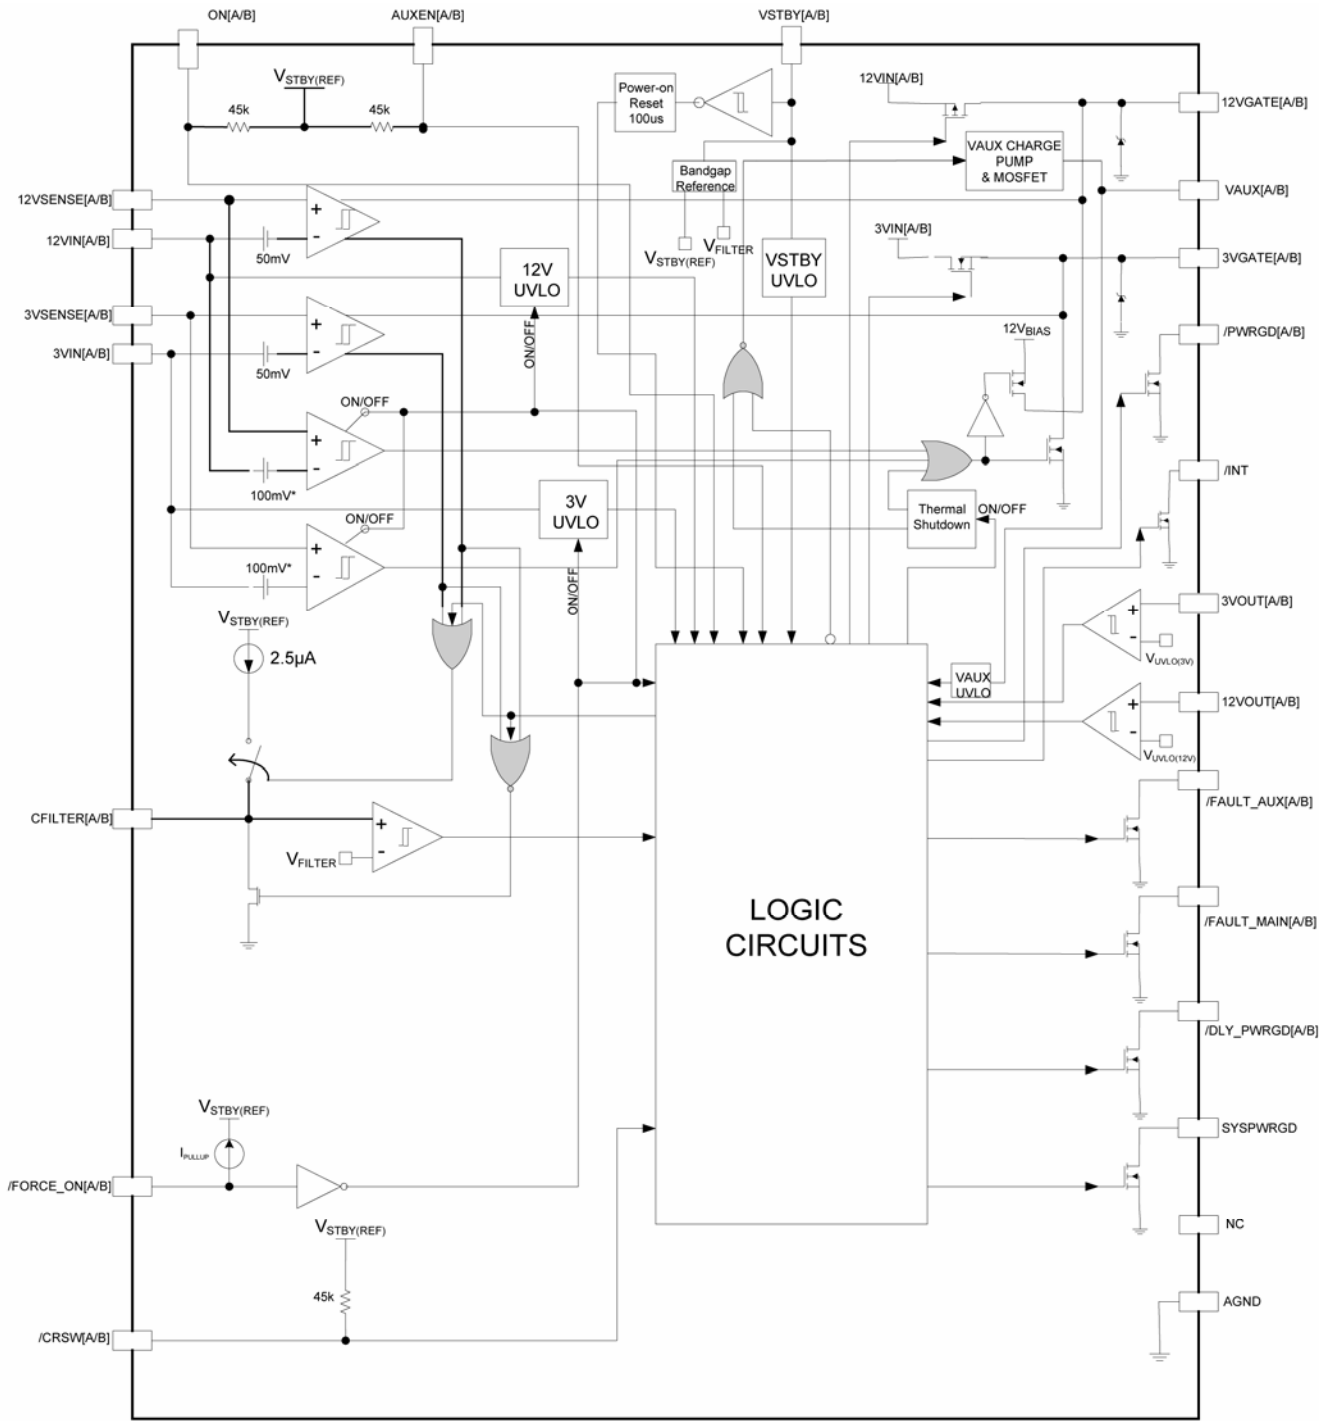 ON[A/B]
AUXEN[A/B]
VSTBY[A/B]
VSTBY(REF)
45k
45k
Power-on
Reset
100us
12VIN[A/B]
12VGATE[A/B]
VAUX CHARGE
PUMP
& MOSFET
Bandgap
Reference
VAUX[A/B]
12VSENSE[A/B]
+
-
12VIN[A/B]
50mV
VSTBY(REF)
VFILTER
3VIN[A/B]
3VGATE[A/B]
12V
UVLO
VSTBY
UVLO
3VSENSE[A/B]
+
-
3VIN[A/B]
50mV
ON/OFF
12VBIAS
/PWRGD[A/B]
ON/OFF
+
-
100mV*
/INT
3V
UVLO
Thermal
Shutdown
ON/OFF
ON/OFF
+
-
100mV*
ON/OFF
VSTBY(REF)
2.5µA
3VOUT[A/B]
+
-
VUVLO(3V)
VAUX
UVLO
12VOUT[A/B]
+
-
VUVLO(12V)
/FAULT_AUX[A/B]
CFILTER[A/B]
+
-
VFILTER
LOGIC
CIRCUITS
/FAULT_MAIN[A/B]
/DLY_PWRGD[A/B]
VSTBY(REF)
IPULLUP
SYSPWRGD
/FORCE_ON[A/B]
VSTBY(REF)
NC
45k
AGND
/CRSW[A/B]